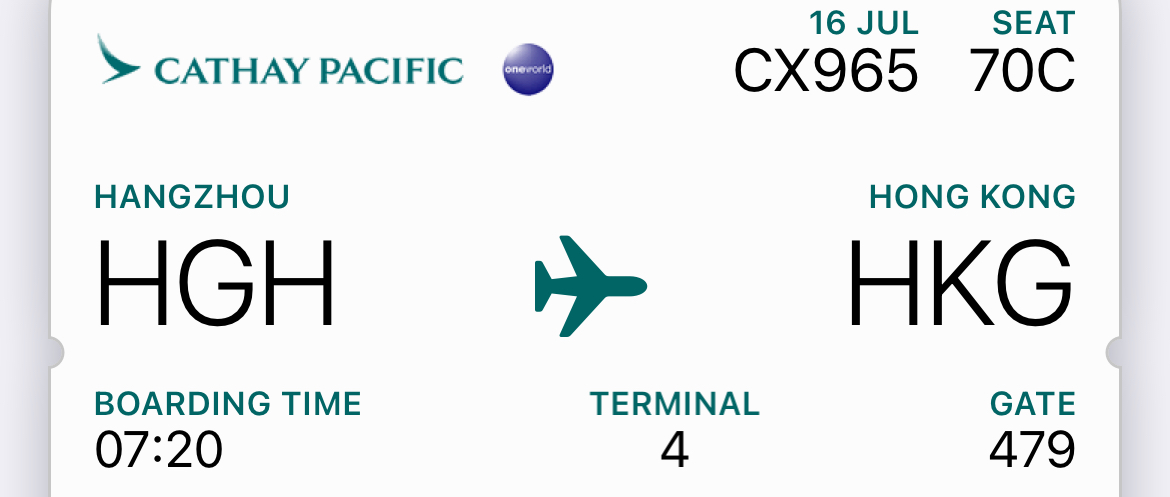 CATHAY PACIFIC oneworld
16 JUL SEAT
CX965 70C
HANGZHOU HONG KONG
HGH HKG
BOARDING TIME TERMINAL GATE
07:20 4 479